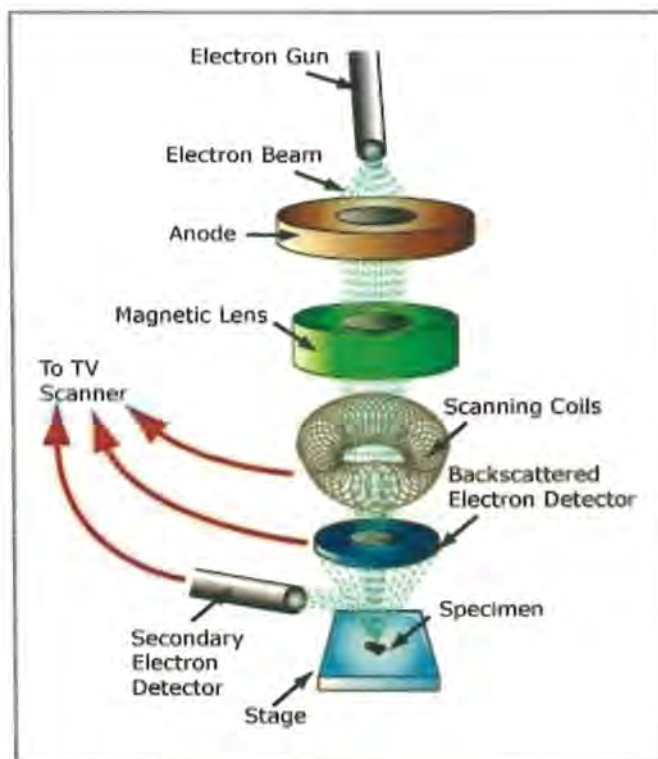 Electron Gun
Electron Beam
Anode
Magnetic Lens
To TV
Scanner
Scanning Coils
Backscattered
Electron Detector
Secondary
Electron
Detector
Specimen
Stage